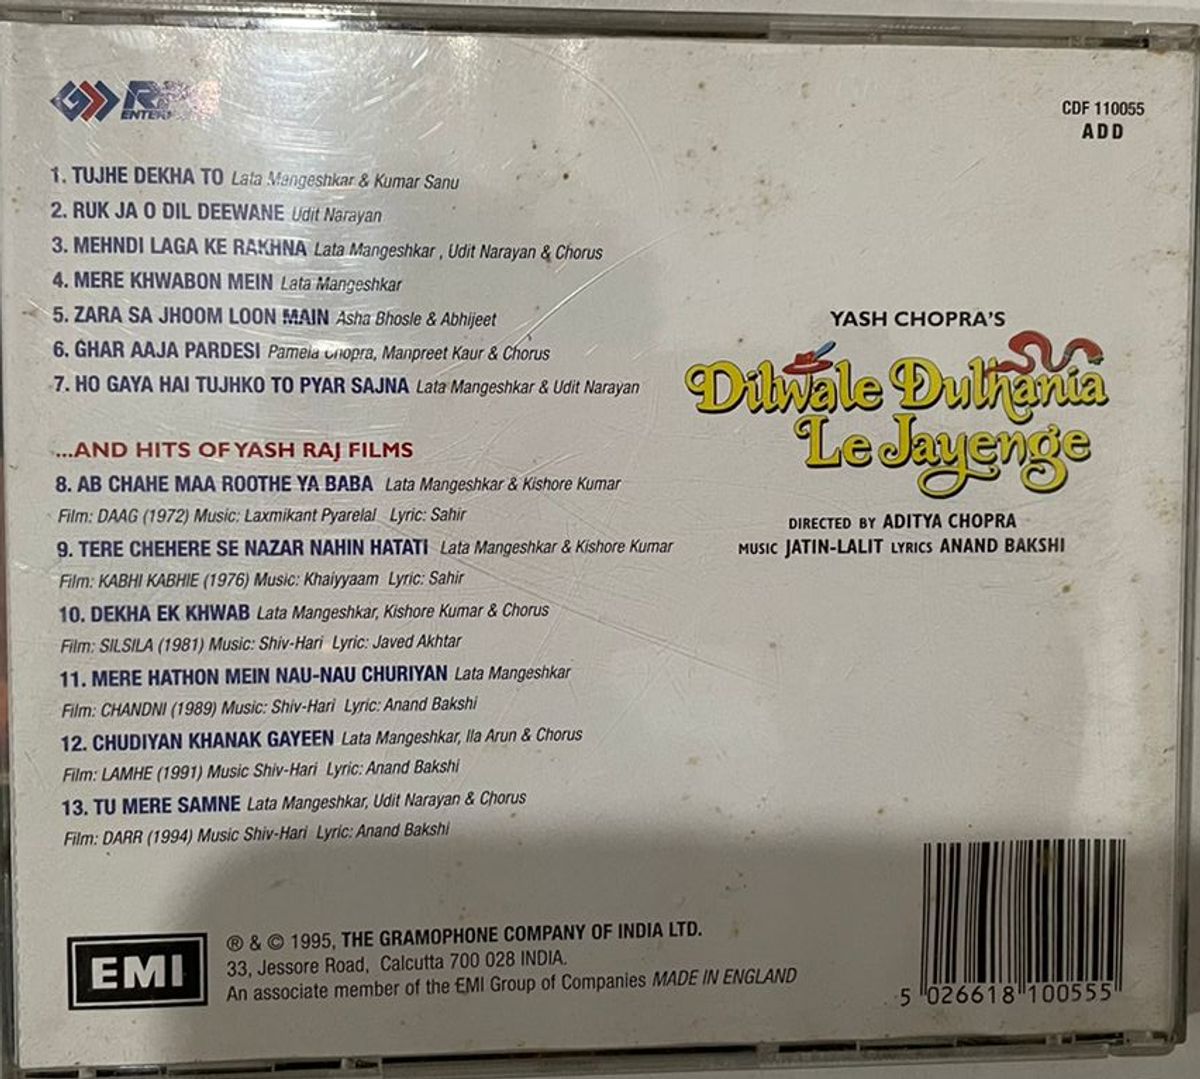 RPG
ENTER
CDF 110055
ADD
1. TUJHE DEKHA TO Lata Mangeshkar & Kumar Sanu
2. RUK JA O DIL DEEWANE Udit Narayan
3. MEHNDI LAGA KE RAKHNA Lata Mangeshkar , Udit Narayan & Chorus
4. MERE KHWABON MEIN Lata Mangeshkar
5. ZARA SA JHOOM LOON MAIN Asha Bhosle & Abhijeet
6. GHAR AAJA PARDESI Pamela Chopra, Manpreet Kaur & Chorus
7. HO GAYA HAI TUJHKO TO PYAR SAJNA Lata Mangeshkar & Udit Narayan
...AND HITS OF YASH RAJ FILMS
8. AB CHAHE MAA ROOTHE YA BABA Lata Mangeshkar & Kishore Kumar
Film: DAAG (1972) Music: Laxmikant Pyarelal Lyric: Sahir
9. TERE CHEHERE SE NAZAR NAHIN HATATI Lata Mangeshkar & Kishore Kumar
Film: KABHI KABHIE (1976) Music: Khaiyyaam Lyric: Sahir
10. DEKHA EK KHWAB Lata Mangeshkar, Kishore Kumar & Chorus
Film: SILSILA (1981) Music: Shiv-Hari Lyric: Javed Akhtar
11. MERE HATHON MEIN NAU-NAU CHURIYAN Lata Mangeshkar
Film: CHANDNI (1989) Music: Shiv-Hari Lyric: Anand Bakshi
12. CHUDIYAN KHANAK GAYEEN Lata Mangeshkar, Ila Arun & Chorus
Film: LAMHE (1991) Music Shiv-Hari Lyric: Anand Bakshi
13. TU MERE SAMNE Lata Mangeshkar, Udit Narayan & Chorus
Film: DARR (1994) Music Shiv-Hari Lyric: Anand Bakshi
YASH CHOPRA'S
Dilwale Dulhania
Le Jayenge
DIRECTED BY ADITYA CHOPRA
MUSIC JATIN-LALIT LYRICS ANAND BAKSHI
EMI
℗ & © 1995, THE GRAMOPHONE COMPANY OF INDIA LTD.
33, Jessore Road, Calcutta 700 028 INDIA.
An associate member of the EMI Group of Companies MADE IN ENGLAND
5 026618 100555